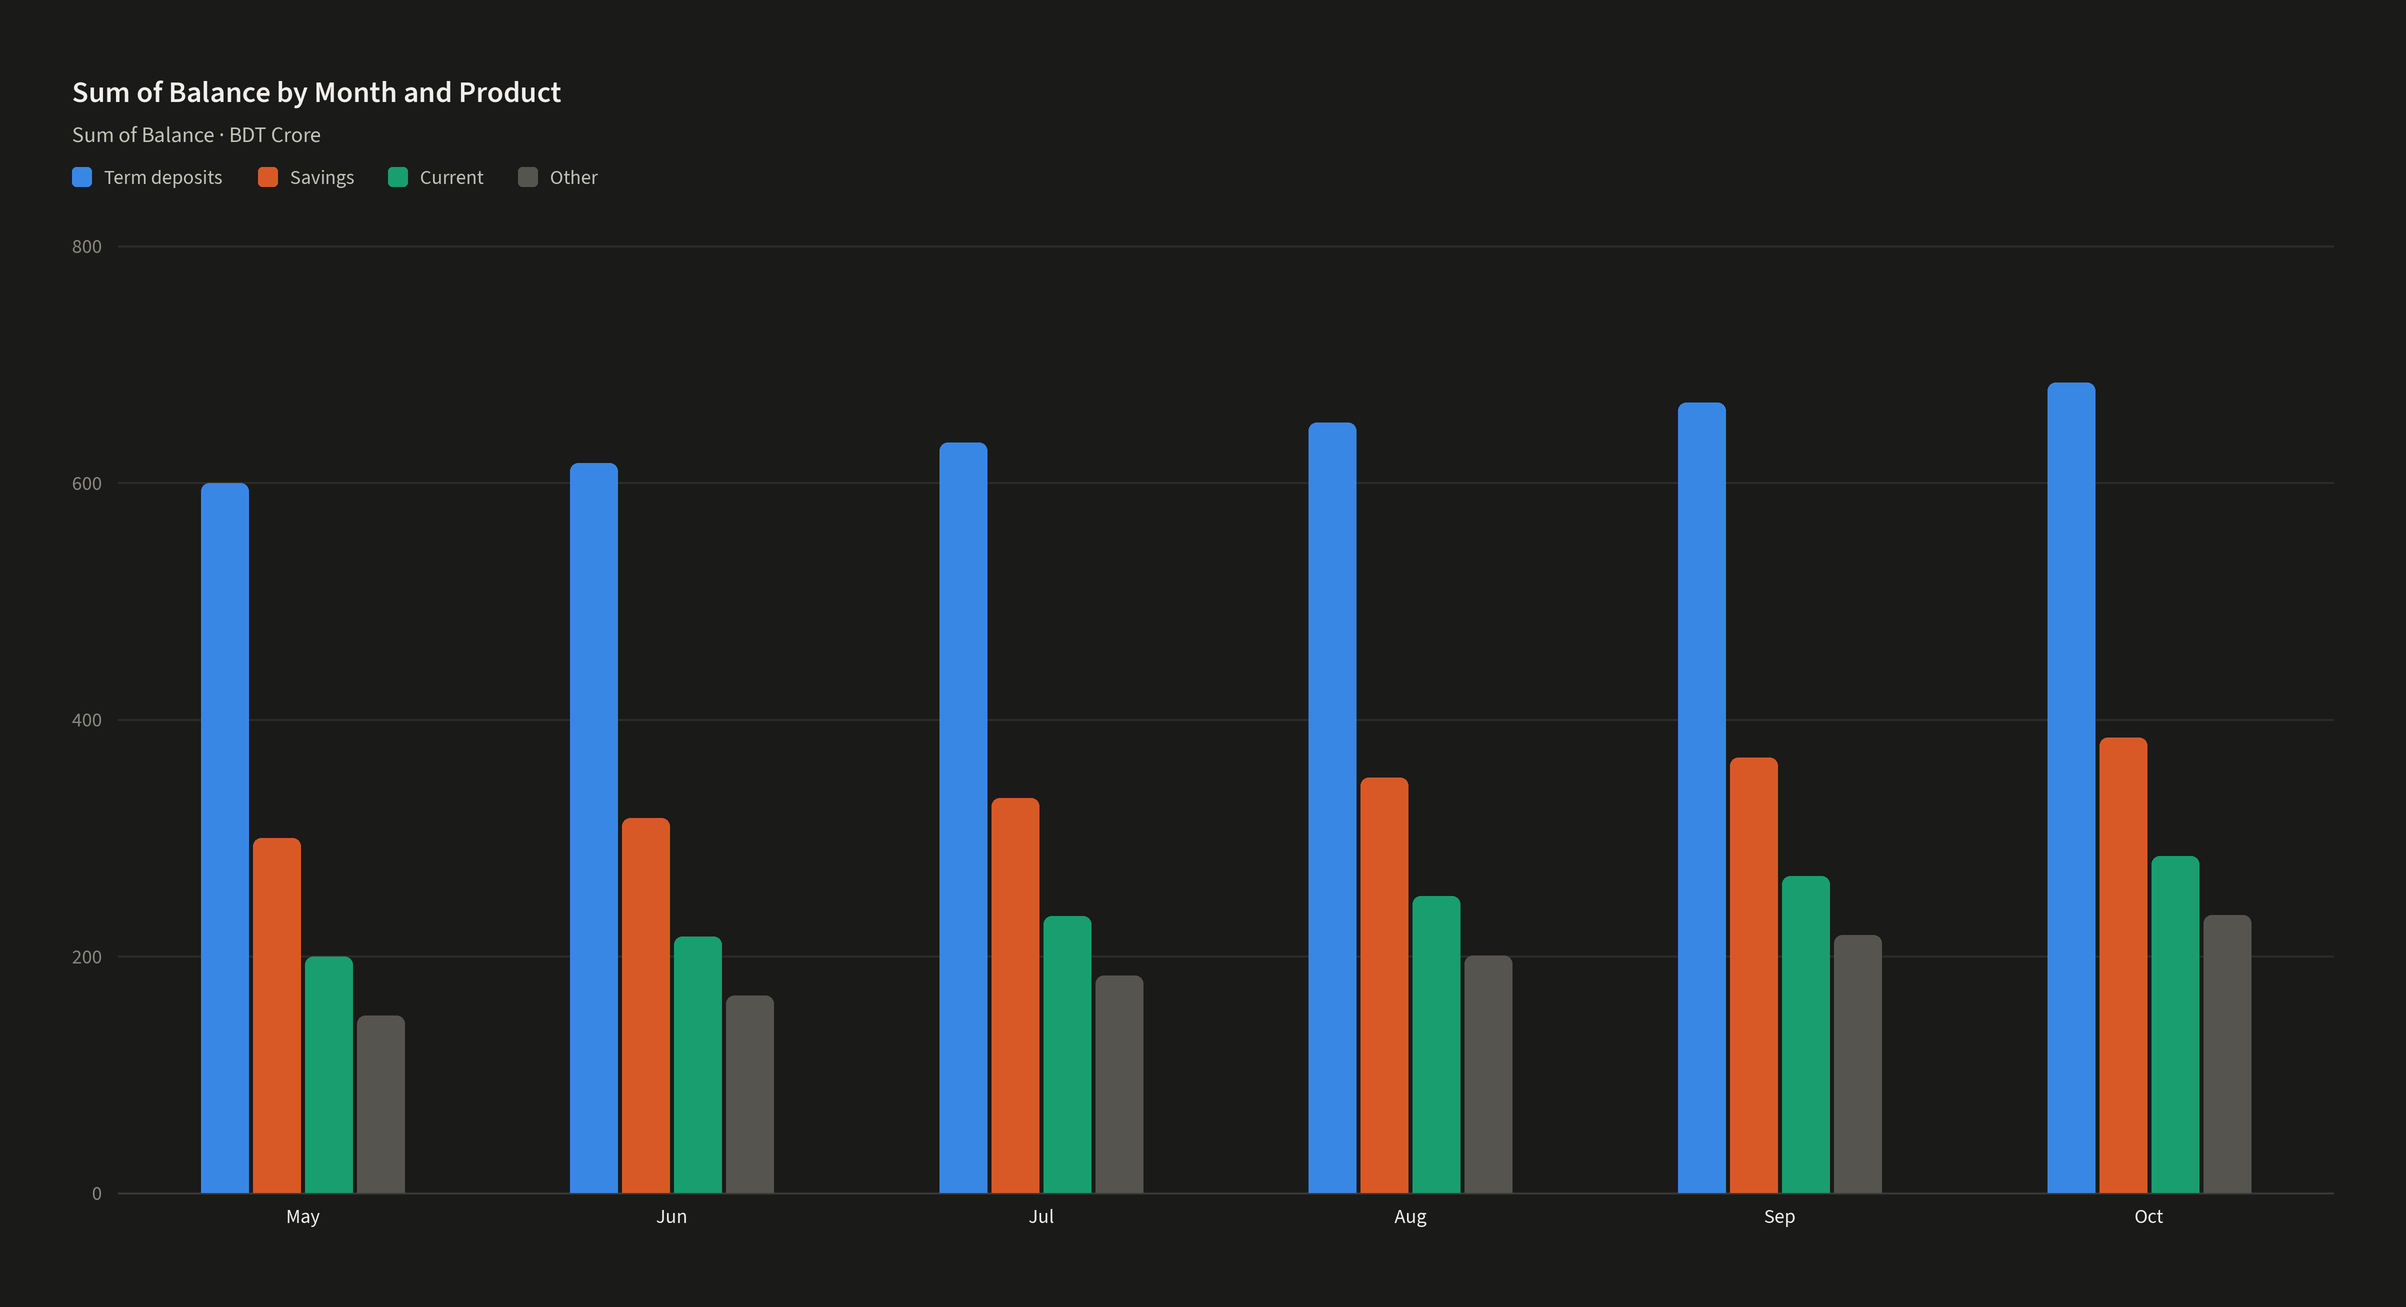 Sum of Balance by Month and Product
Sum of Balance · BDT Crore
Term deposits Savings Current Other
800
600
400
200
0
May Jun Jul Aug Sep Oct